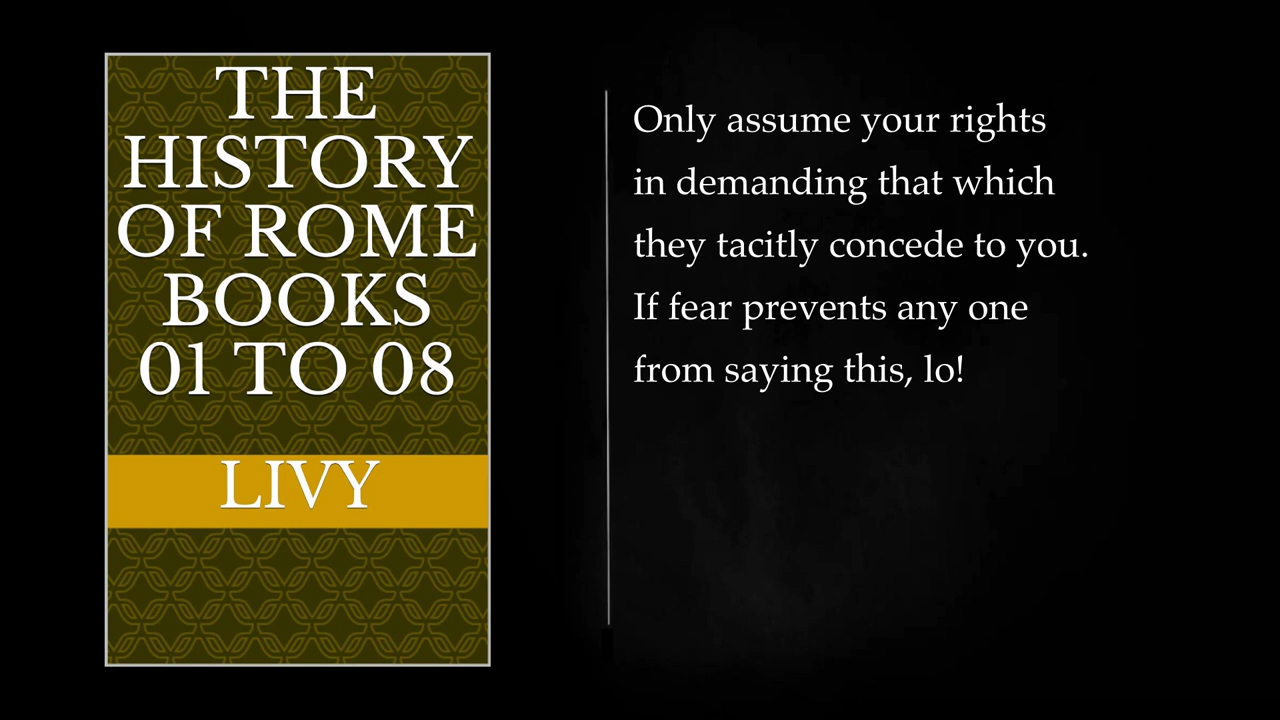 THE
HISTORY
OF ROME
BOOKS
01 TO 08
LIVY
Only assume your rights
in demanding that which
they tacitly concede to you.
If fear prevents any one
from saying this, lo!